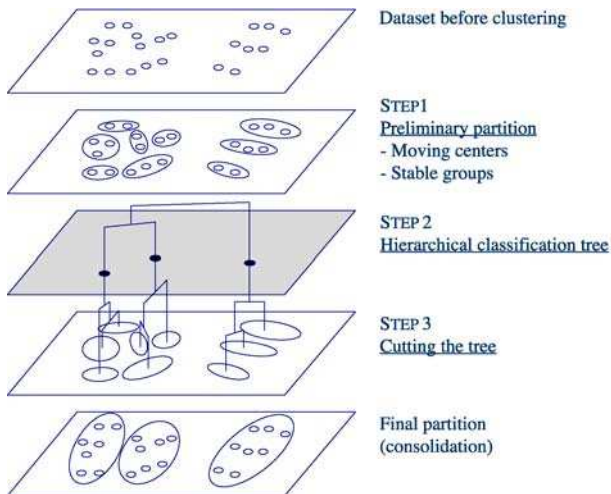 Dataset before clustering
STEP1
Preliminary partition
- Moving centers
- Stable groups
STEP 2
Hierarchical classification tree
STEP 3
Cutting the tree
Final partition
(consolidation)